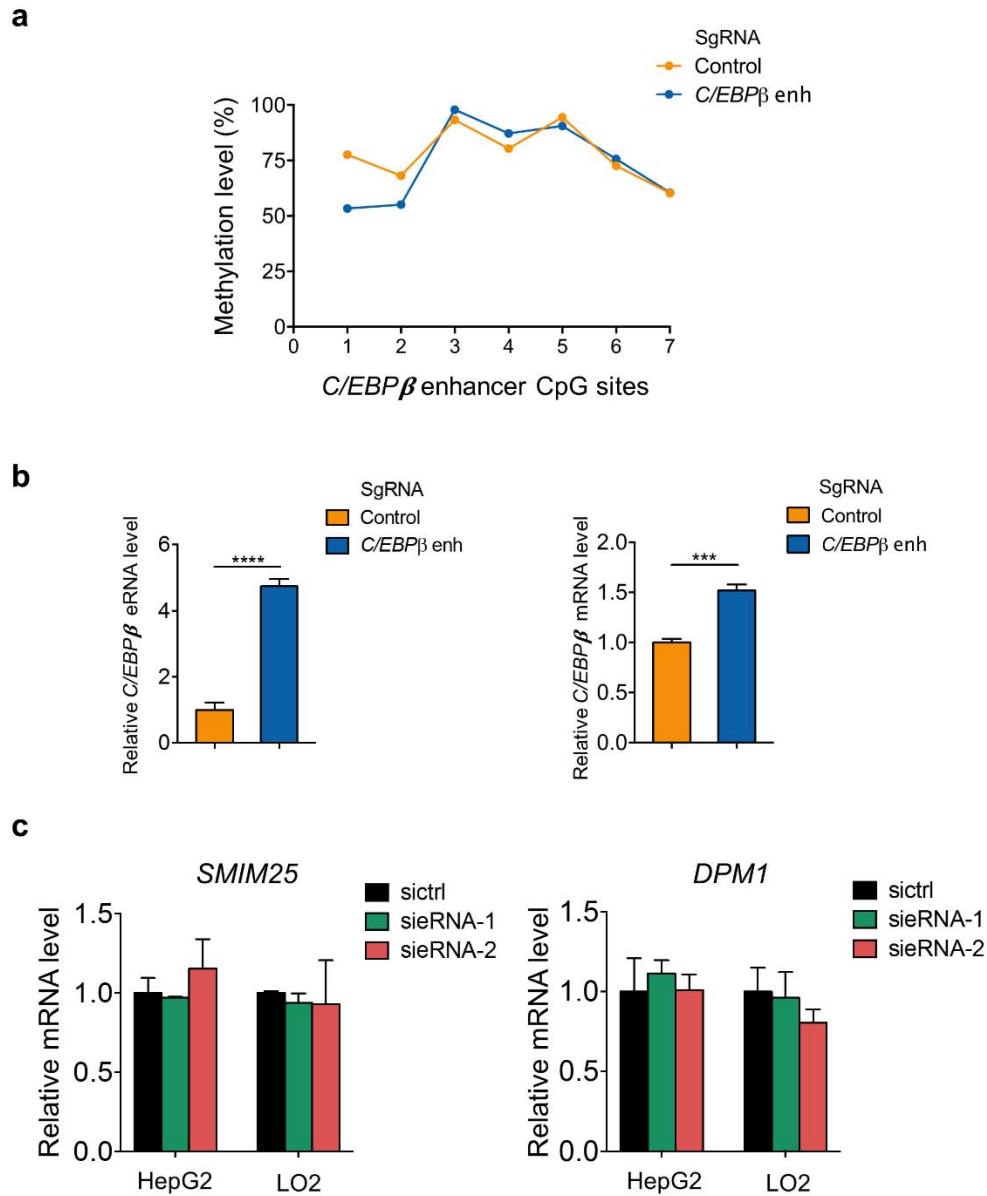 a
SgRNA
Control
C/EBPβ enh
Methylation level (%)
100
75
50
25
0
0 1 2 3 4 5 6 7
C/EBPβ enhancer CpG sites
b
SgRNA
Control
C/EBPβ enh
Relative C/EBPβ eRNA level
6
4
2
0
****
SgRNA
Control
C/EBPβ enh
Relative C/EBPβ mRNA level
2.0
1.5
1.0
0.5
0.0
***
c
SMIM25
sictrl
sieRNA-1
sieRNA-2
Relative mRNA level
1.5
1.0
0.5
0.0
HepG2 LO2
DPM1
sictrl
sieRNA-1
sieRNA-2
Relative mRNA level
1.5
1.0
0.5
0.0
HepG2 LO2